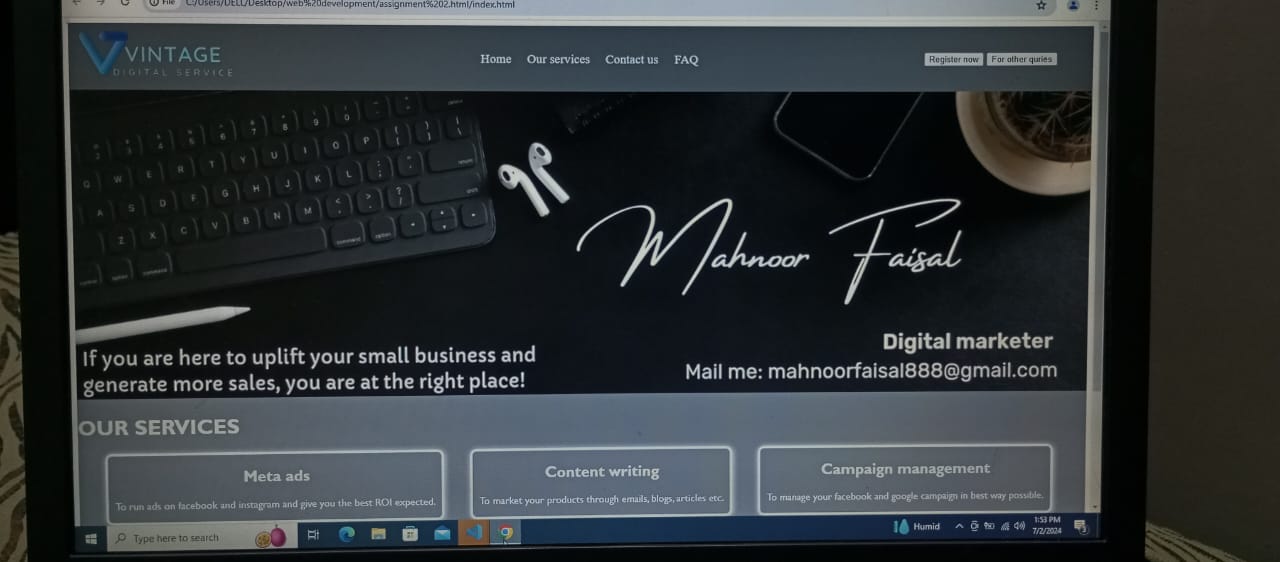 File C:/Users/DELL/Desktop/web%20development/assignment%202.html/index.html
VINTAGE
DIGITAL SERVICE
Home Our services Contact us FAQ
Register now For other quries
Mahnoor Faisal
If you are here to uplift your small business and
generate more sales, you are at the right place!
Digital marketer
Mail me: mahnoorfaisal888@gmail.com
OUR SERVICES
Meta ads
To run ads on facebook and instagram and give you the best ROI expected.
Content writing
To market your products through emails, blogs, articles etc.
Campaign management
To manage your facebook and google campaign in best way possible.
Type here to search
Humid
1:53 PM
7/2/2024